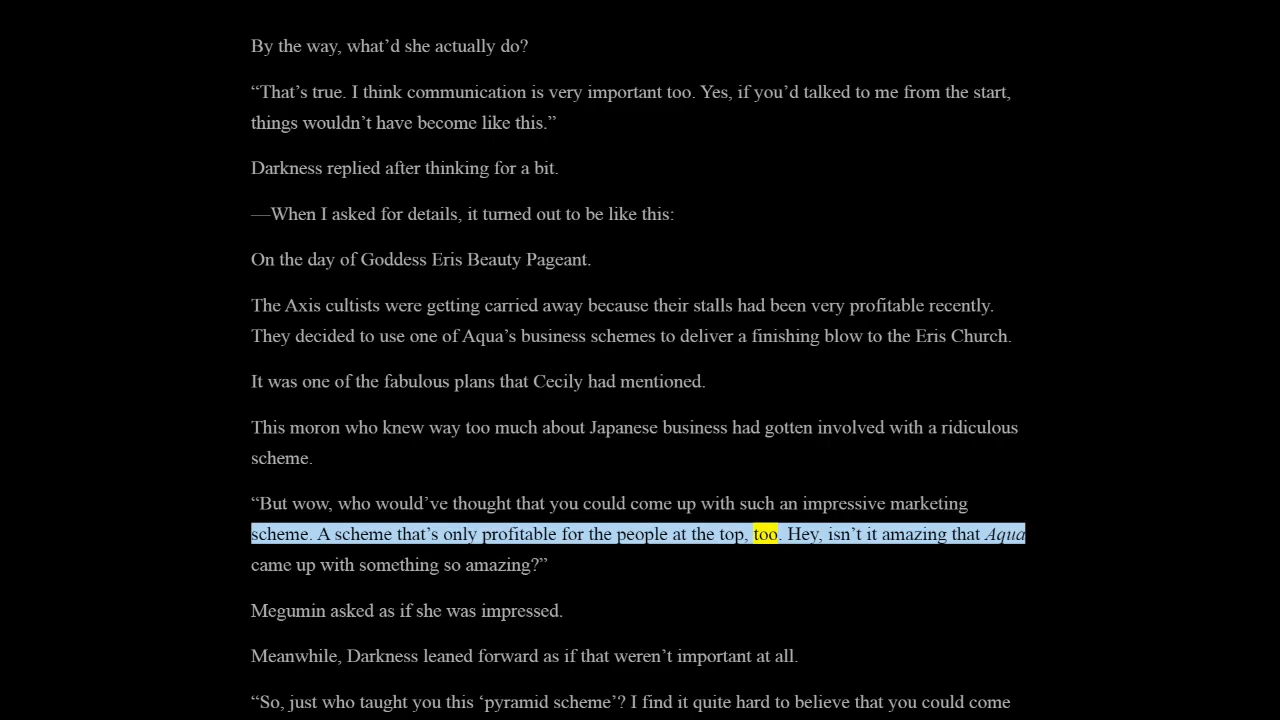 By the way, what’d she actually do?
“That’s true. I think communication is very important too. Yes, if you’d talked to me from the start,
things wouldn’t have become like this.”
Darkness replied after thinking for a bit.
—When I asked for details, it turned out to be like this:
On the day of Goddess Eris Beauty Pageant.
The Axis cultists were getting carried away because their stalls had been very profitable recently.
They decided to use one of Aqua’s business schemes to deliver a finishing blow to the Eris Church.
It was one of the fabulous plans that Cecily had mentioned.
This moron who knew way too much about Japanese business had gotten involved with a ridiculous
scheme.
“But wow, who would’ve thought that you could come up with such an impressive marketing
scheme. A scheme that’s only profitable for the people at the top, too. Hey, isn’t it amazing that Aqua
came up with something so amazing?”
Megumin asked as if she was impressed.
Meanwhile, Darkness leaned forward as if that weren’t important at all.
“So, just who taught you this ‘pyramid scheme’? I find it quite hard to believe that you could come